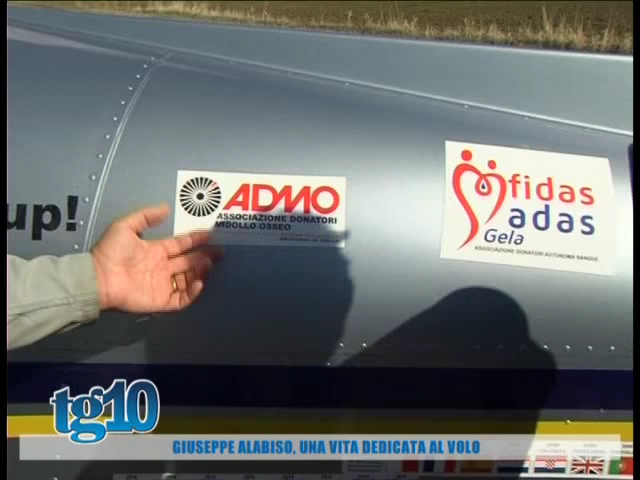 up!
ADMO
ASSOCIAZIONE DONATORI
MIDOLLO OSSEO
fidas
adas
Gela
ASSOCIAZIONE DONATORI AUTONOMA SANGUE
tg10
GIUSEPPE ALABISO, UNA VITA DEDICATA AL VOLO